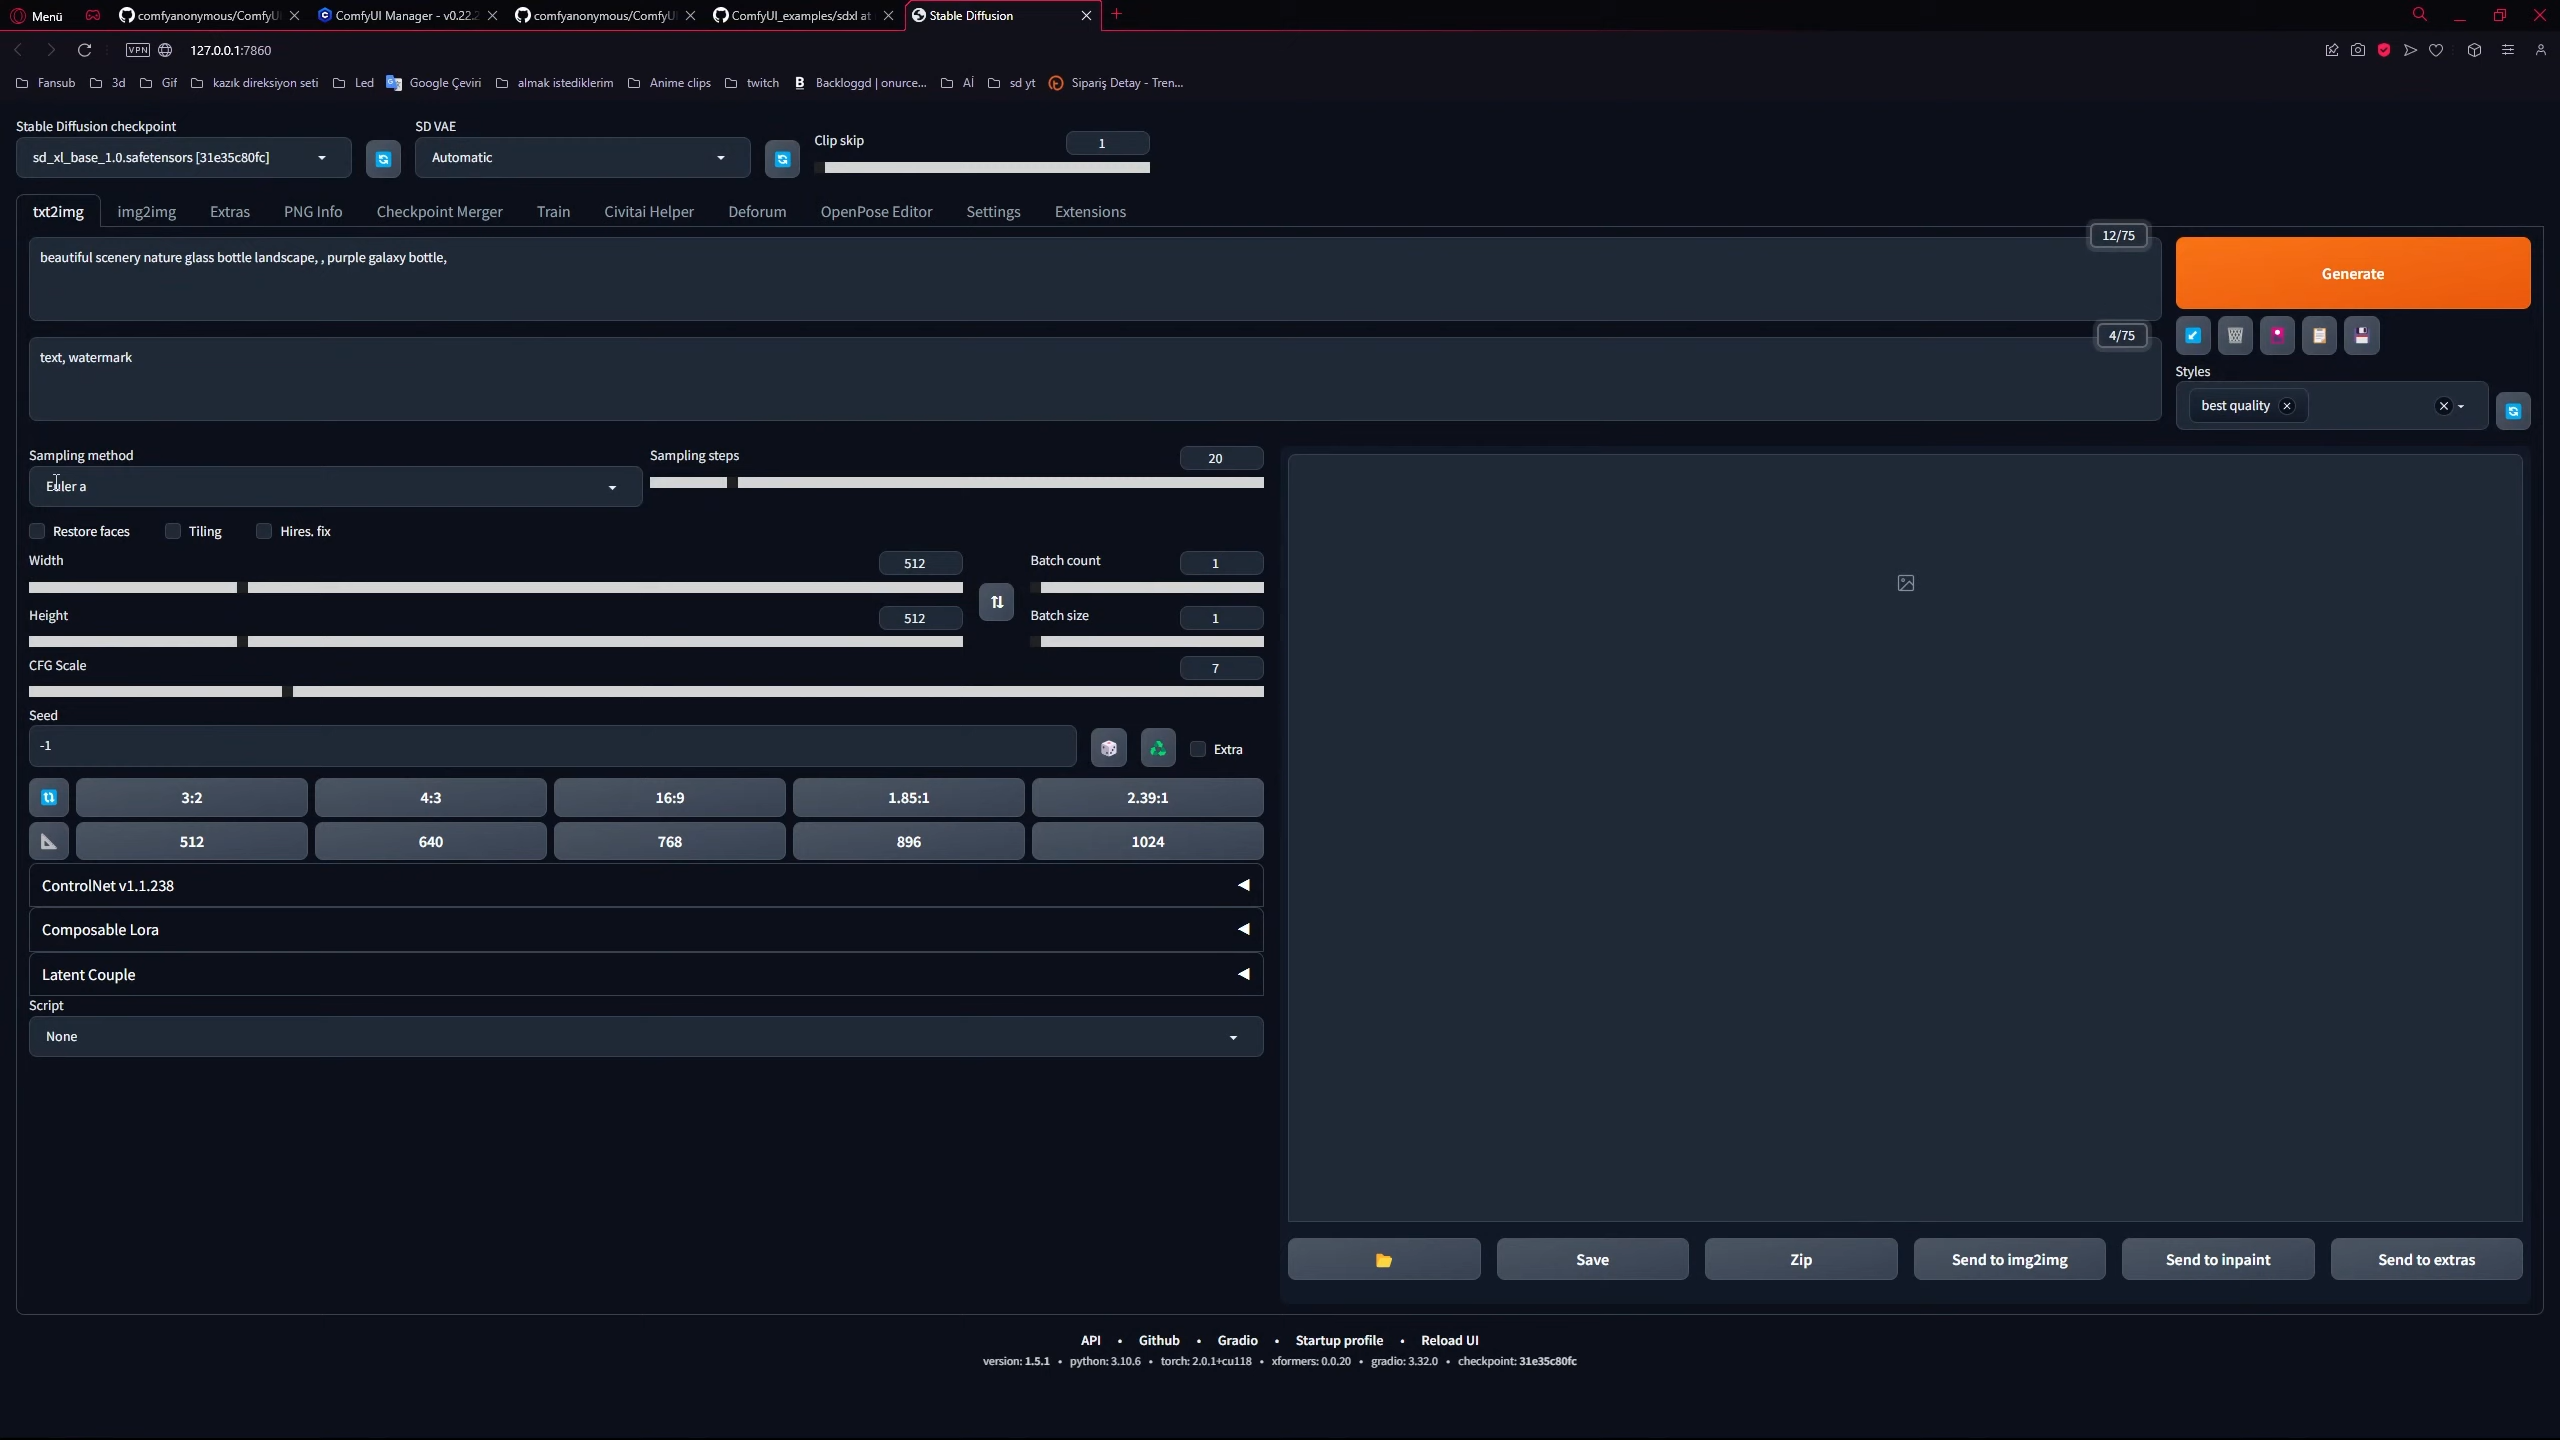 Menü
comfyanonymous/ComfyUI
ComfyUI Manager - v0.22.2
comfyanonymous/ComfyUI
ComfyUI_examples/sdxl at
Stable Diffusion
VPN
127.0.0.1:7860
Fansub
3d
Gif
kazık direksiyon seti
Led
Google Çeviri
almak istediklerim
Anime clips
twitch
B
Backloggd | onurce...
Aİ
sd yt
Sipariş Detay - Tren...
Stable Diffusion checkpoint
SD VAE
Clip skip
1
sd_xl_base_1.0.safetensors [31e35c80fc]
Automatic
txt2img
img2img
Extras
PNG Info
Checkpoint Merger
Train
Civitai Helper
Deforum
OpenPose Editor
Settings
Extensions
12/75
beautiful scenery nature glass bottle landscape, , purple galaxy bottle,
Generate
4/75
text, watermark
Styles
best quality
Sampling method
Euler a
Sampling steps
20
Restore faces
Tiling
Hires. fix
Width
512
Batch count
1
Height
512
Batch size
1
CFG Scale
7
Seed
-1
Extra
3:2
4:3
16:9
1.85:1
2.39:1
512
640
768
896
1024
ControlNet v1.1.238
Composable Lora
Latent Couple
Script
None
Save
Zip
Send to img2img
Send to inpaint
Send to extras
API • Github • Gradio • Startup profile • Reload UI
version: 1.5.1 • python: 3.10.6 • torch: 2.0.1+cu118 • xformers: 0.0.20 • gradio: 3.32.0 • checkpoint: 31e35c80fc